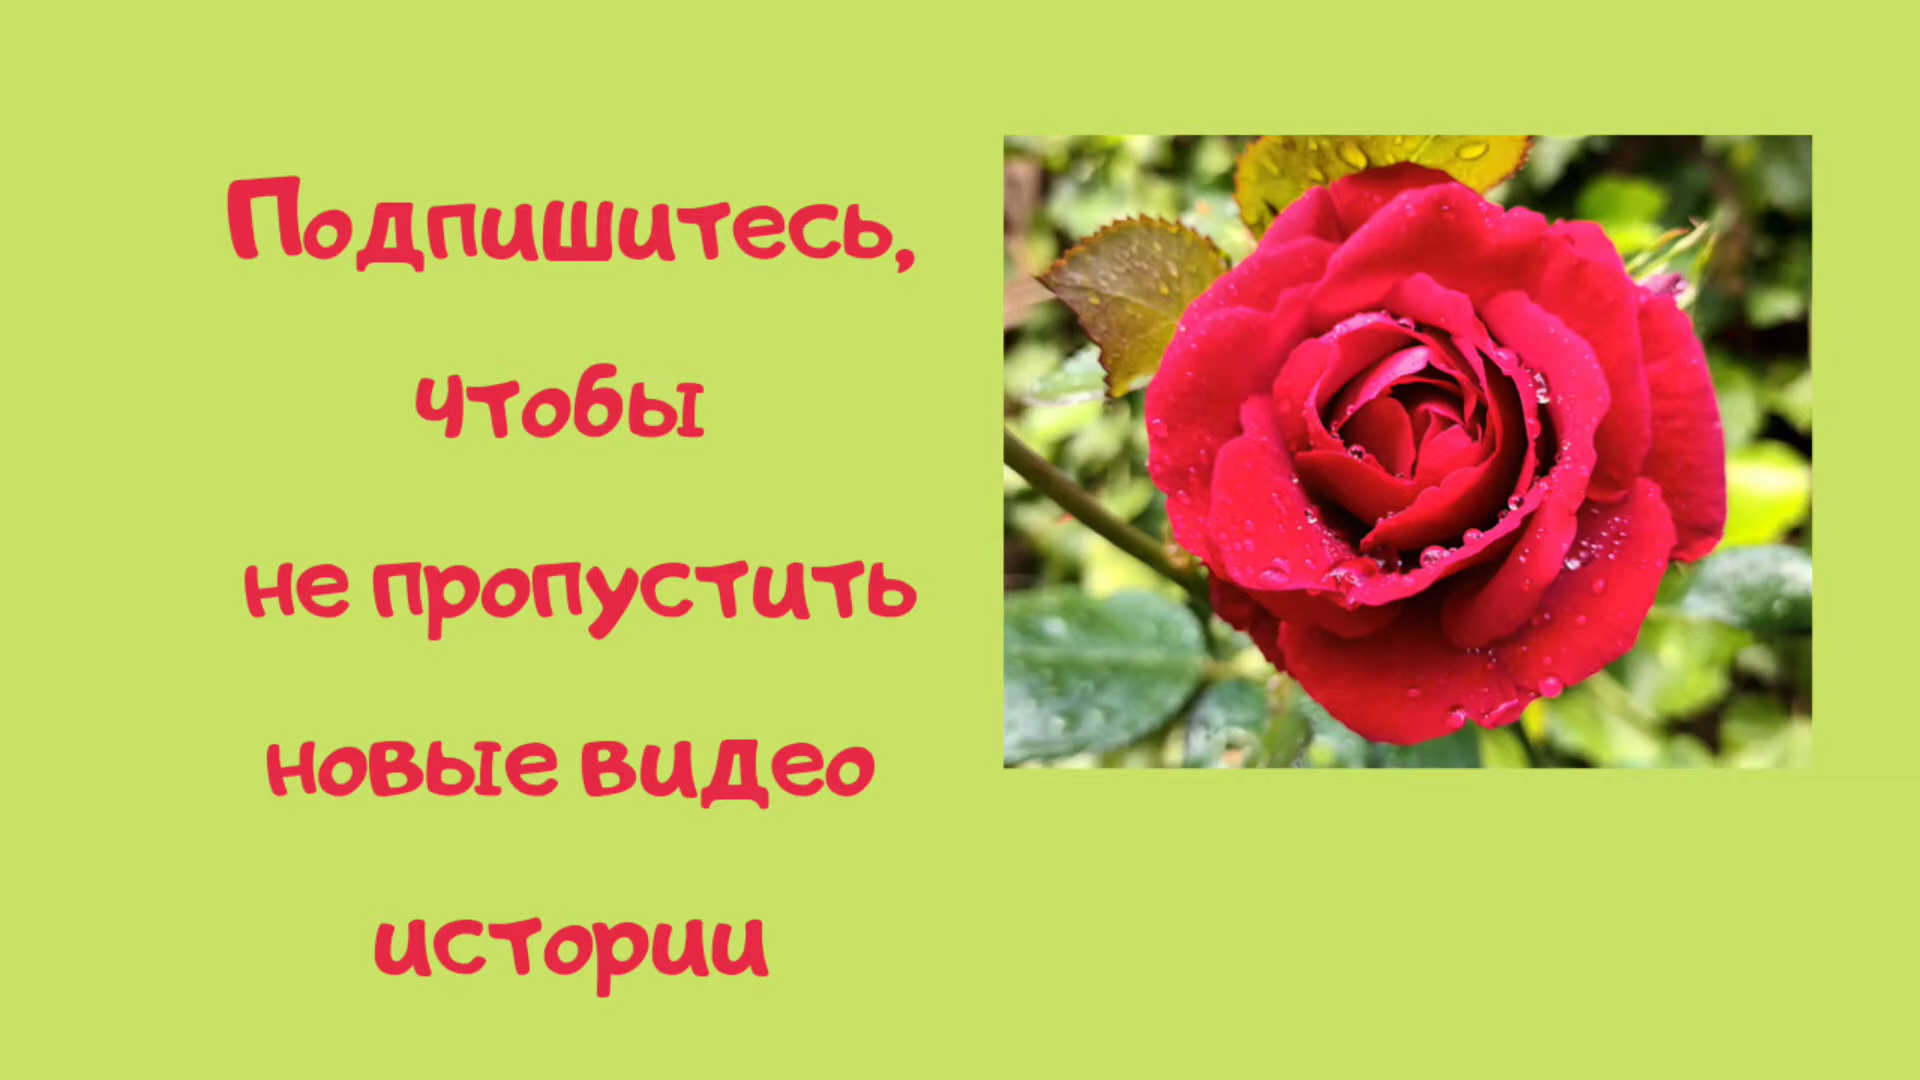 Подпишитесь,
чтобы
не пропустить
новые видео
истории